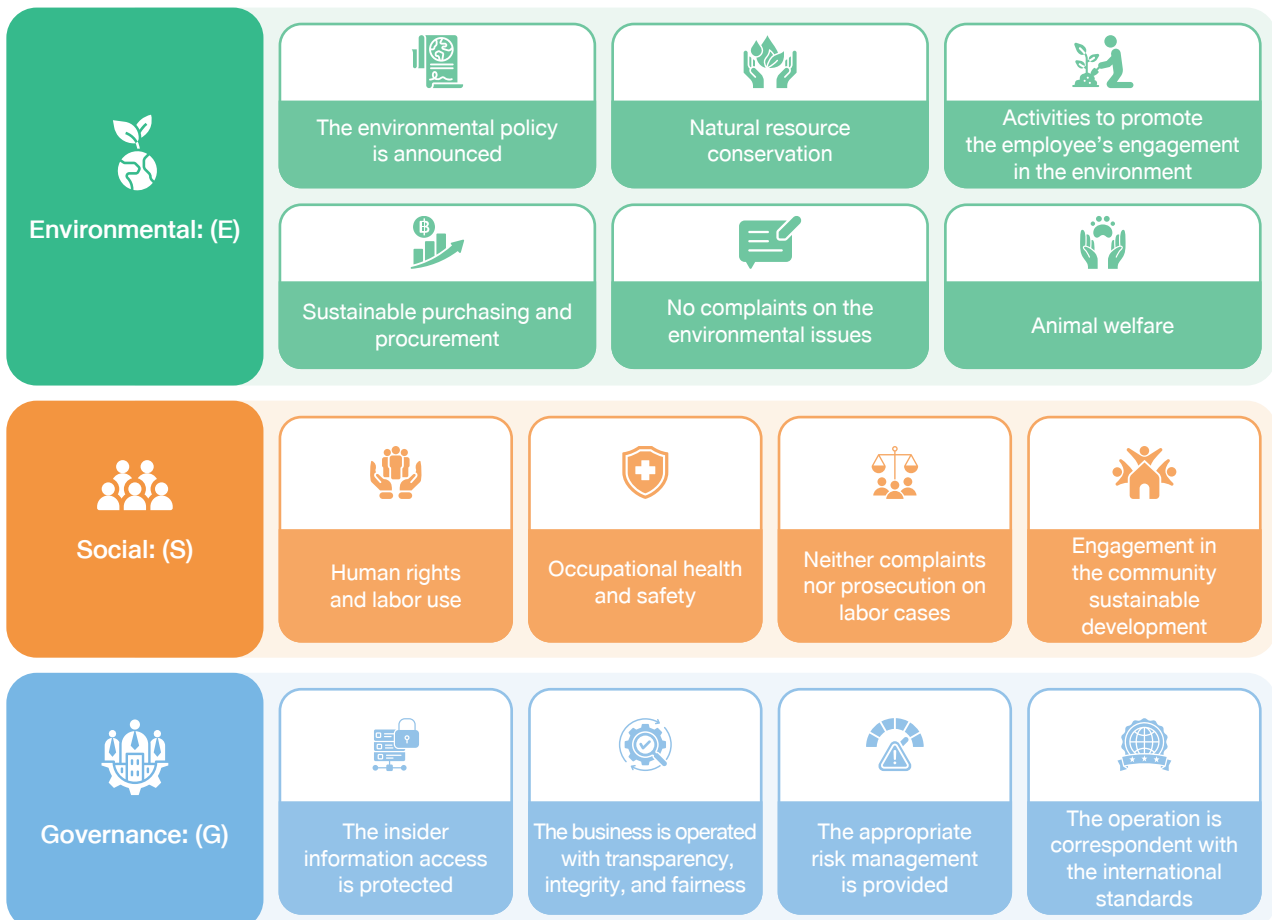 Environmental: (E)
The environmental policy
is announced
Natural resource
conservation
Activities to promote
the employee's engagement
in the environment
฿
Sustainable purchasing and
procurement
No complaints on the
environmental issues
Animal welfare
Social: (S)
Human rights
and labor use
Occupational health
and safety
Neither complaints
nor prosecution on
labor cases
Engagement in
the community
sustainable
development
Governance: (G)
The insider
information access
is protected
The business is operated
with transparency,
integrity, and fairness
The appropriate
risk management
is provided
The operation is
correspondent with
the international
standards